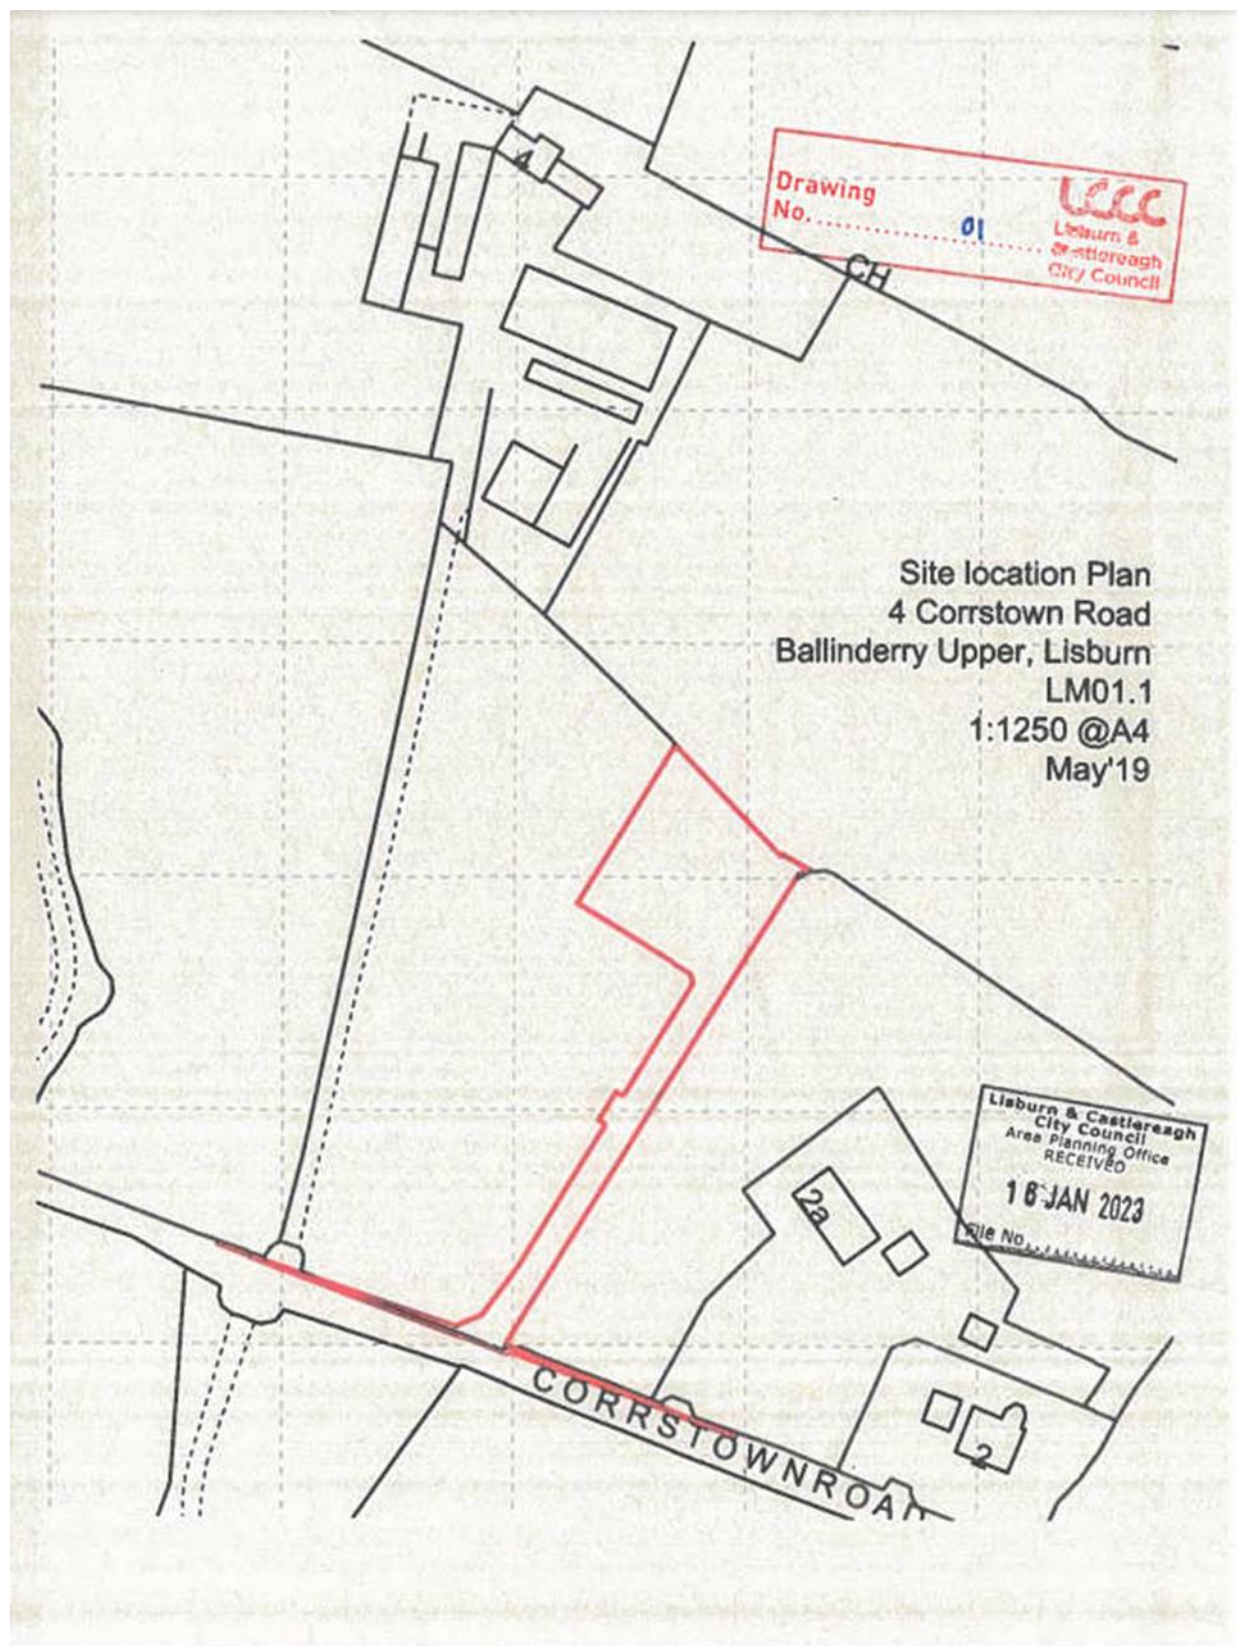 4
Drawing
No.
01
LCCC
Lisburn &
Castlereagh
City Council
CH
Site location Plan
4 Corrstown Road
Ballinderry Upper, Lisburn
LM01.1
1:1250 @A4
May'19
Lisburn & Castlereagh
City Council
Area Planning Office
RECEIVED
16 JAN 2023
File No
2a
2
CORRSTOWN ROAD